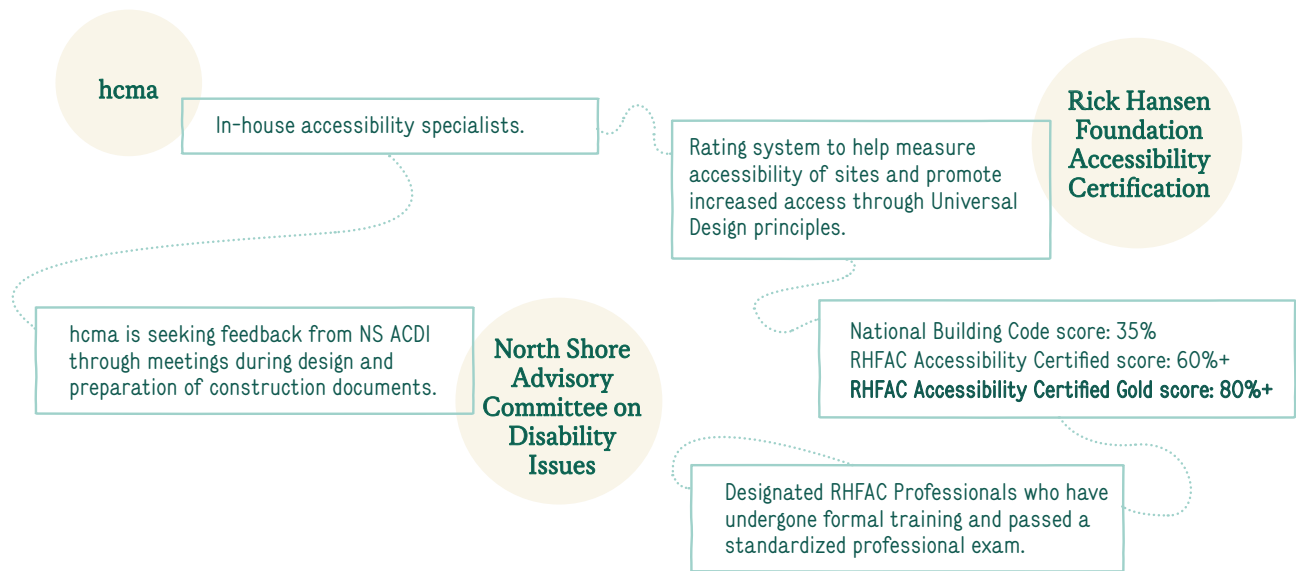 hcma
In-house accessibility specialists.
Rick Hansen
Foundation
Accessibility
Certification
Rating system to help measure
accessibility of sites and promote
increased access through Universal
Design principles.
hcma is seeking feedback from NS ACDI
through meetings during design and
preparation of construction documents.
North Shore
Advisory
Committee on
Disability
Issues
National Building Code score: 35%
RHFAC Accessibility Certified score: 60%+
RHFAC Accessibility Certified Gold score: 80%+
Designated RHFAC Professionals who have
undergone formal training and passed a
standardized professional exam.